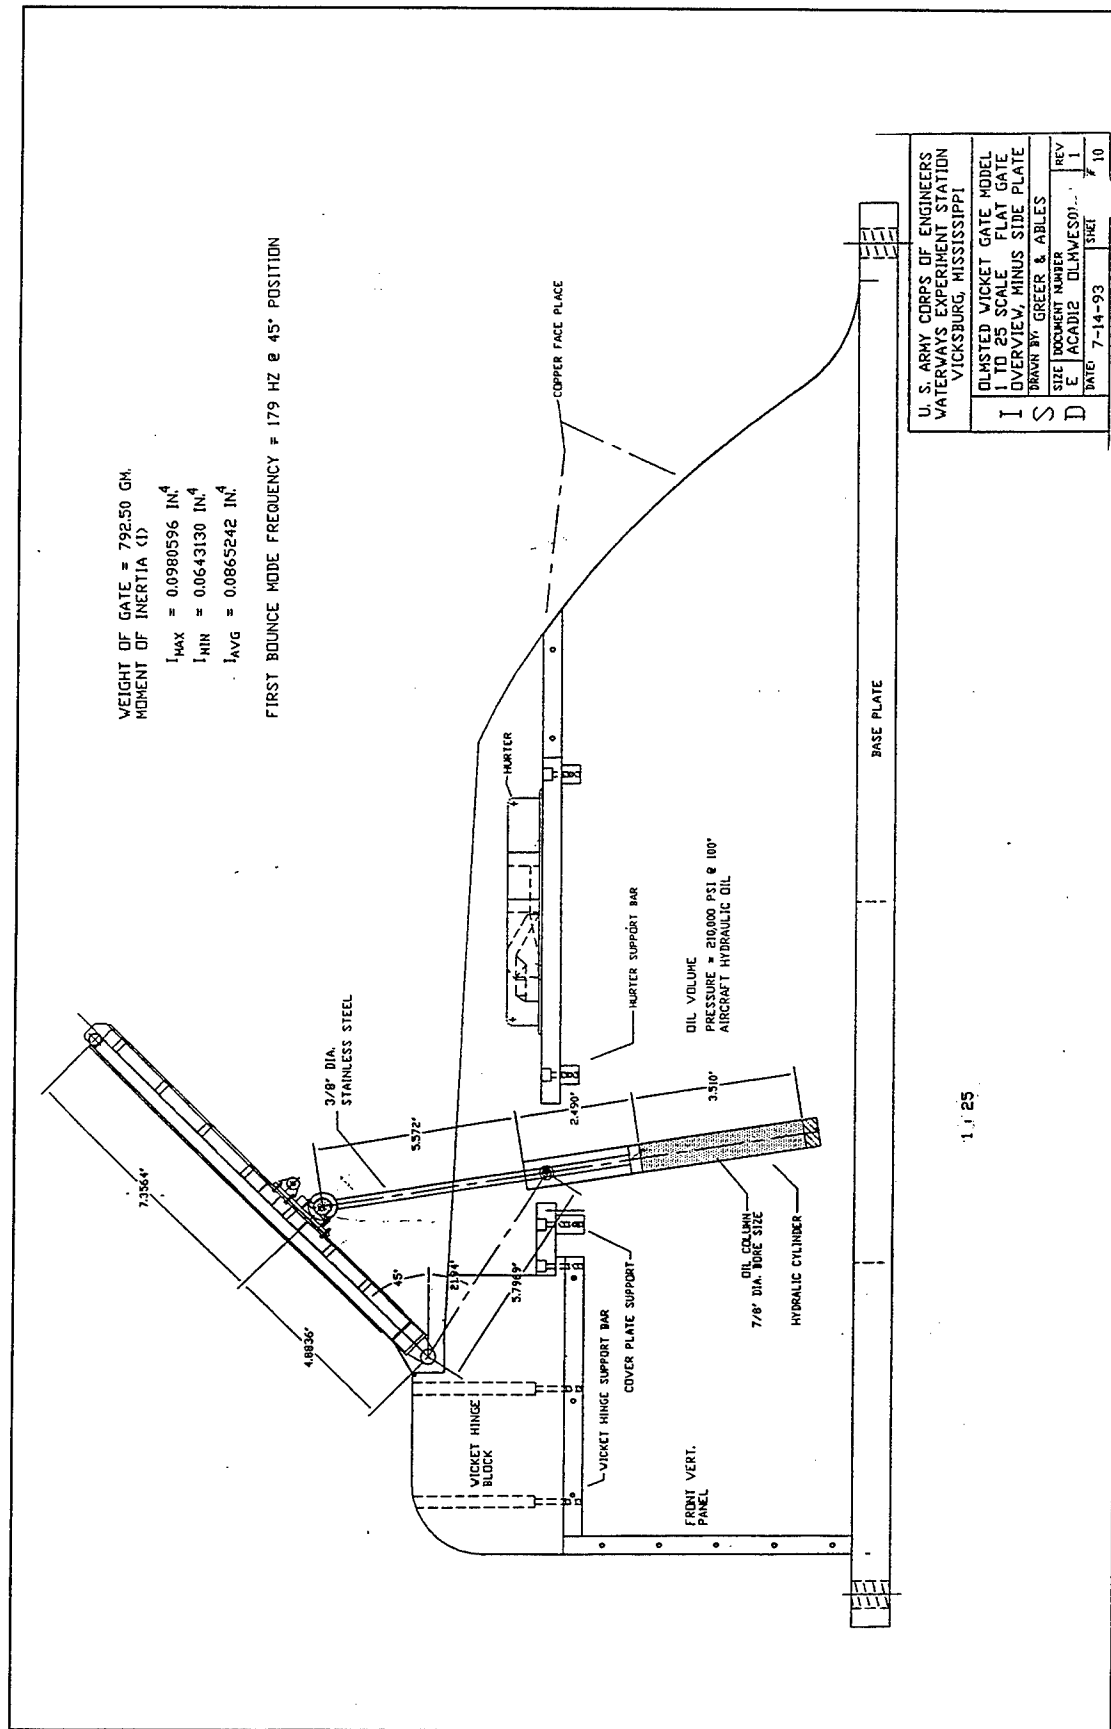 WEIGHT OF GATE = 792.50 GM.
MOMENT OF INERTIA (I)
I MAX = 0.0980596 IN.4
I MIN = 0.0643130 IN.4
I AVG = 0.0865242 IN.4
FIRST BOUNCE MODE FREQUENCY = 179 HZ @ 45° POSITION
7.3564"
4.8836"
3/8" DIA.
STAINLESS STEEL
5.572"
45°
21.94°
5.7969"
2.490"
3.510"
HURTER
COPPER FACE PLACE
WICKET HINGE
BLOCK
WICKET HINGE SUPPORT BAR
COVER PLATE SUPPORT
HURTER SUPPORT BAR
OIL VOLUME
PRESSURE = 210,000 PSI @ 100°
AIRCRAFT HYDRAULIC OIL
OIL COLUMN
7/8" DIA. BORE SIZE
HYDRALIC CYLINDER
FRONT VERT.
PANEL
BASE PLATE
25
U. S. ARMY CORPS OF ENGINEERS
WATERWAYS EXPERIMENT STATION
VICKSBURG, MISSISSIPPI
ISD
OLMSTED WICKET GATE MODEL
1 TO 25 SCALE FLAT GATE
OVERVIEW, MINUS SIDE PLATE
DRAWN BY: GREER & ABLES
SIZE DOCUMENT NUMBER REV
E ACAD12 1
DATE: 7-14-93 10